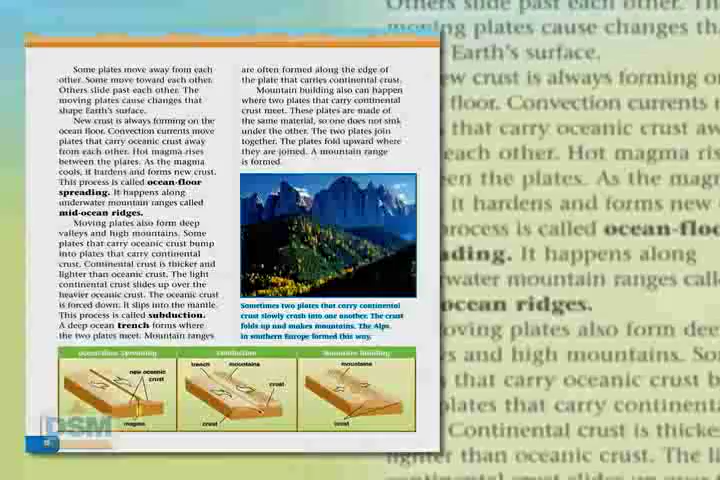 Some plates move away from each
other. Some move toward each other.
Others slide past each other. The
moving plates cause changes that
shape Earth's surface.
New crust is always forming on the
ocean floor. Convection currents move
plates that carry oceanic crust away
from each other. Hot magma rises
between the plates. As the magma
cools, it hardens and forms new crust.
This process is called ocean-floor
spreading. It happens along
underwater mountain ranges called
mid-ocean ridges.
Moving plates also form deep
valleys and high mountains. Some
plates that carry oceanic crust bump
into plates that carry continental
crust. Continental crust is thicker and
lighter than oceanic crust. The light
continental crust slides up over the
heavier oceanic crust. The oceanic crust
is forced down. It slips into the mantle.
This process is called subduction.
A deep ocean trench forms where
the two plates meet. Mountain ranges
are often formed along the edge of
the plate that carries continental crust.
Mountain building also can happen
where two plates that carry continental
crust meet. These plates are made of
the same material, so one does not sink
under the other. The two plates join
together. The plates fold upward where
they are joined. A mountain range
is formed.
Sometimes two plates that carry continental
crust slowly crash into one another. The crust
folds up and makes mountains. The Alps
in southern Europe formed this way.
Ocean-Floor Spreading
new oceanic
crust
magma
Subduction
trench
mountains
crust
crust
Mountain Building
mountains
crust
DSM
Others slide past each other. Th
moving plates cause changes tha
Earth's surface.
ew crust is always forming on
floor. Convection currents
that carry oceanic crust aw
each other. Hot magma ris
en the plates. As the magm
it hardens and forms new
rocess is called ocean-floo
ading. It happens along
rwater mountain ranges call
ocean ridges.
oving plates also form dee
s and high mountains. So
that carry oceanic crust b
plates that carry continenta
Continental crust is thicke
ghter than oceanic crust. The li
continental crust slides up over the